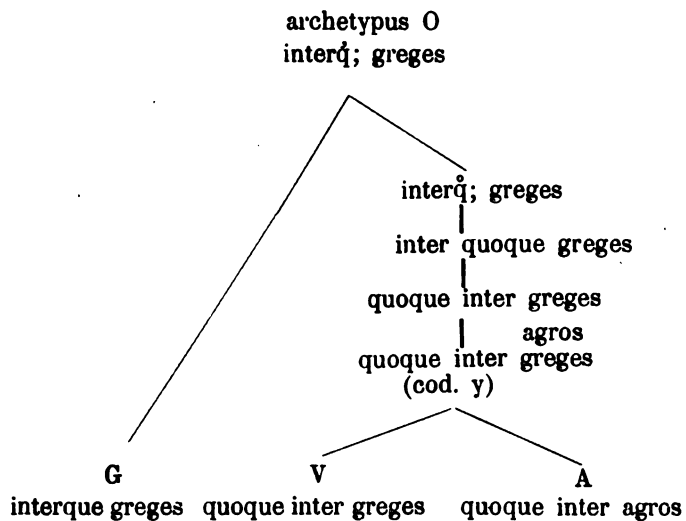 archetypus O
interq̓; greges
interq̊; greges
inter quoque greges
quoque inter greges
agros
quoque inter greges
(cod. y)
G V A
interque greges quoque inter greges quoque inter agros